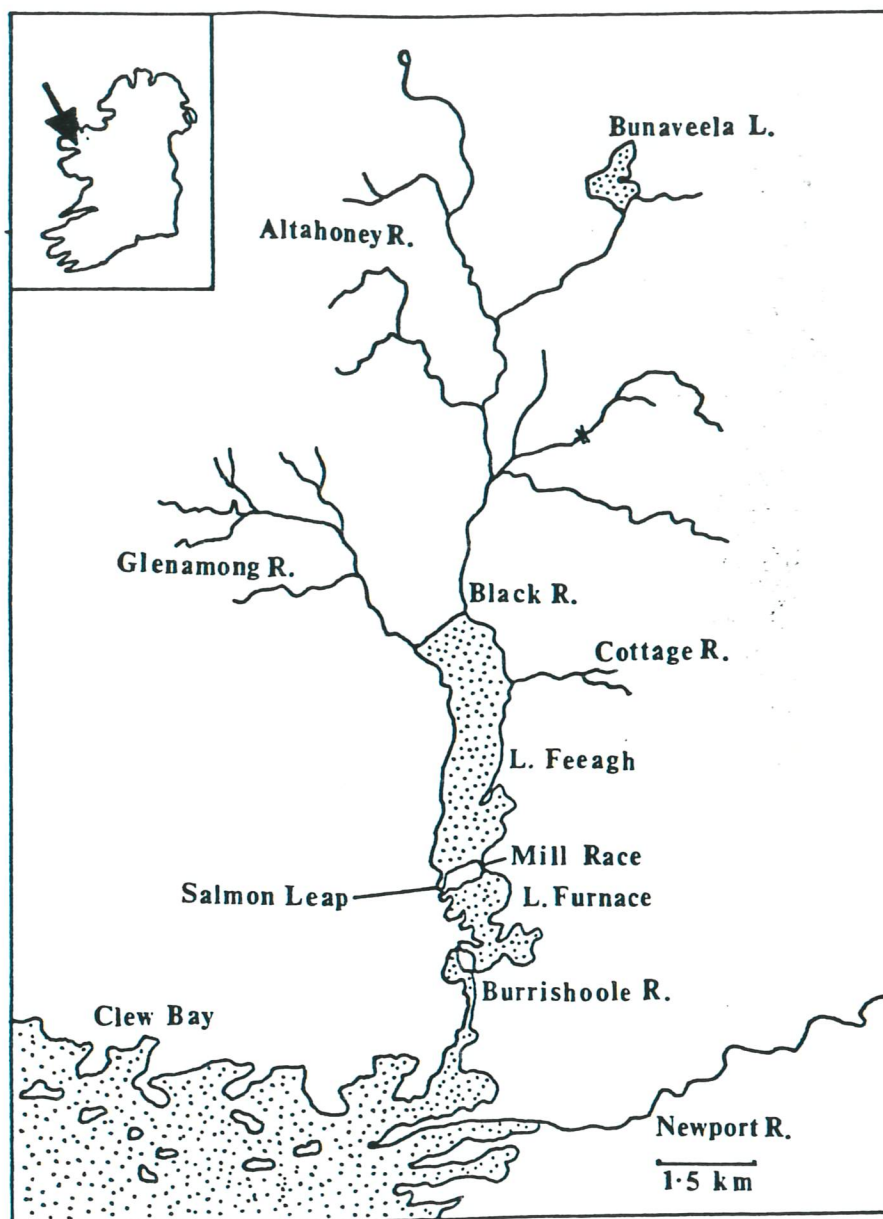 Bunaveela L.
Altahoney R.
Glenamong R.
Black R.
Cottage R.
L. Feeagh
Mill Race
Salmon Leap
L. Furnace
Burrishoole R.
Clew Bay
Newport R.
1·5 km